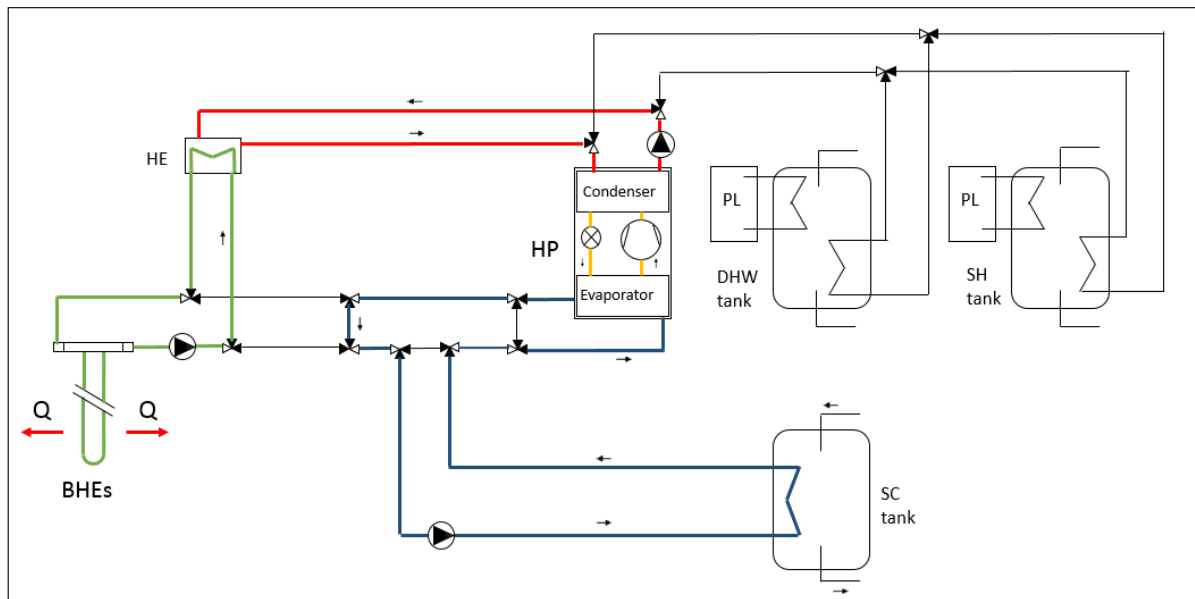 HE
Condenser
PL
PL
HP
DHW
tank
SH
tank
Evaporator
Q
Q
BHEs
SC
tank